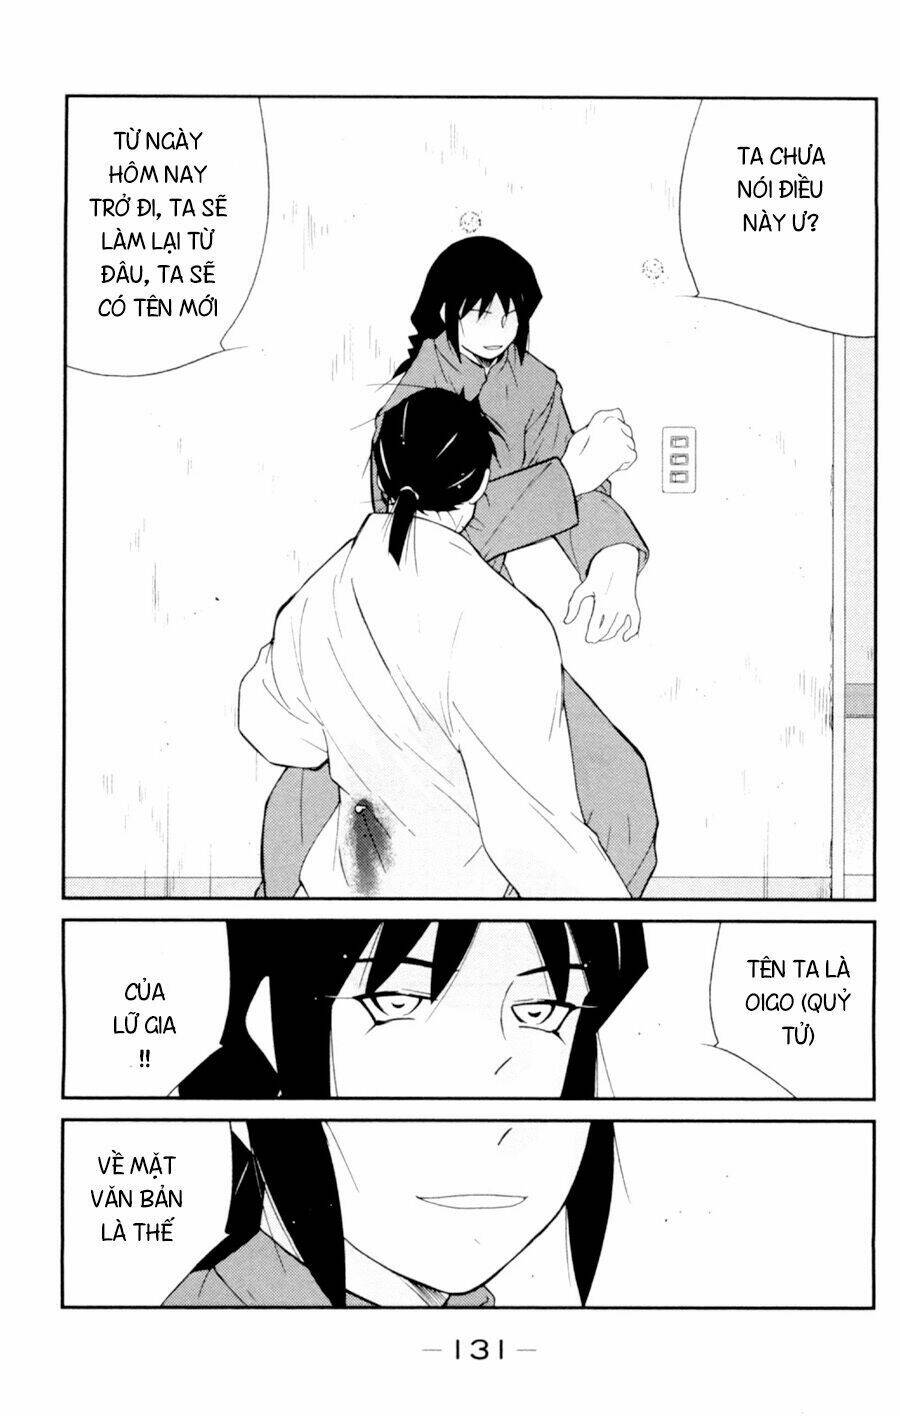 TA CHƯA
NÓI ĐIỀU
NÀY Ư?
TỪ NGÀY
HÔM NAY
TRỞ ĐI, TA SẼ
LÀM LẠI TỪ
ĐÂU, TA SẼ
CÓ TÊN MỚI
TÊN TA LÀ
OIGO (QUỶ
TỬ)
CỦA
LỮ GIA
!!
VỀ MẶT
VĂN BẢN
LÀ THẾ
— 131 —